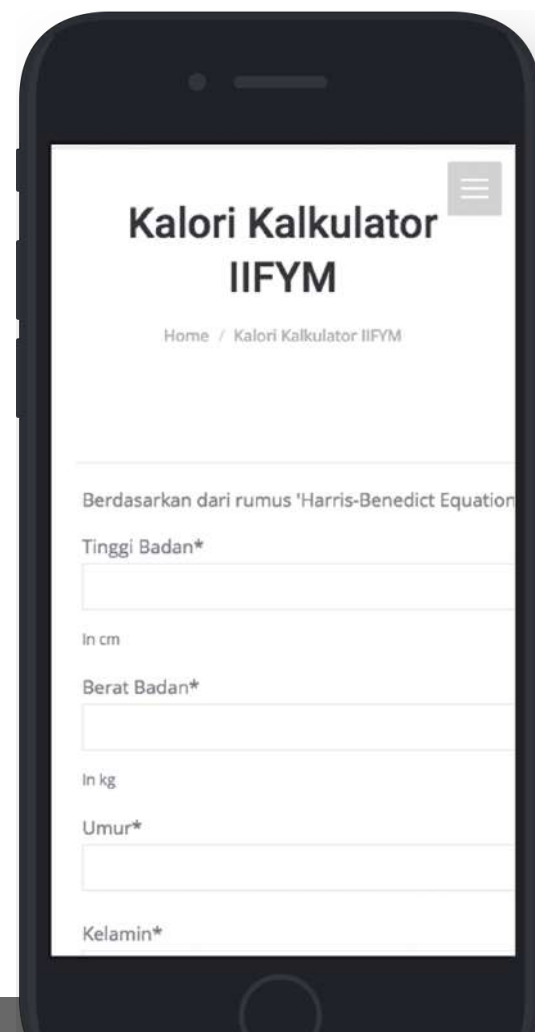 Kalori Kalkulator
IIFYM
Home / Kalori Kalkulator IIFYM
Berdasarkan dari rumus 'Harris-Benedict Equation
Tinggi Badan*
In cm
Berat Badan*
In kg
Umur*
Kelamin*